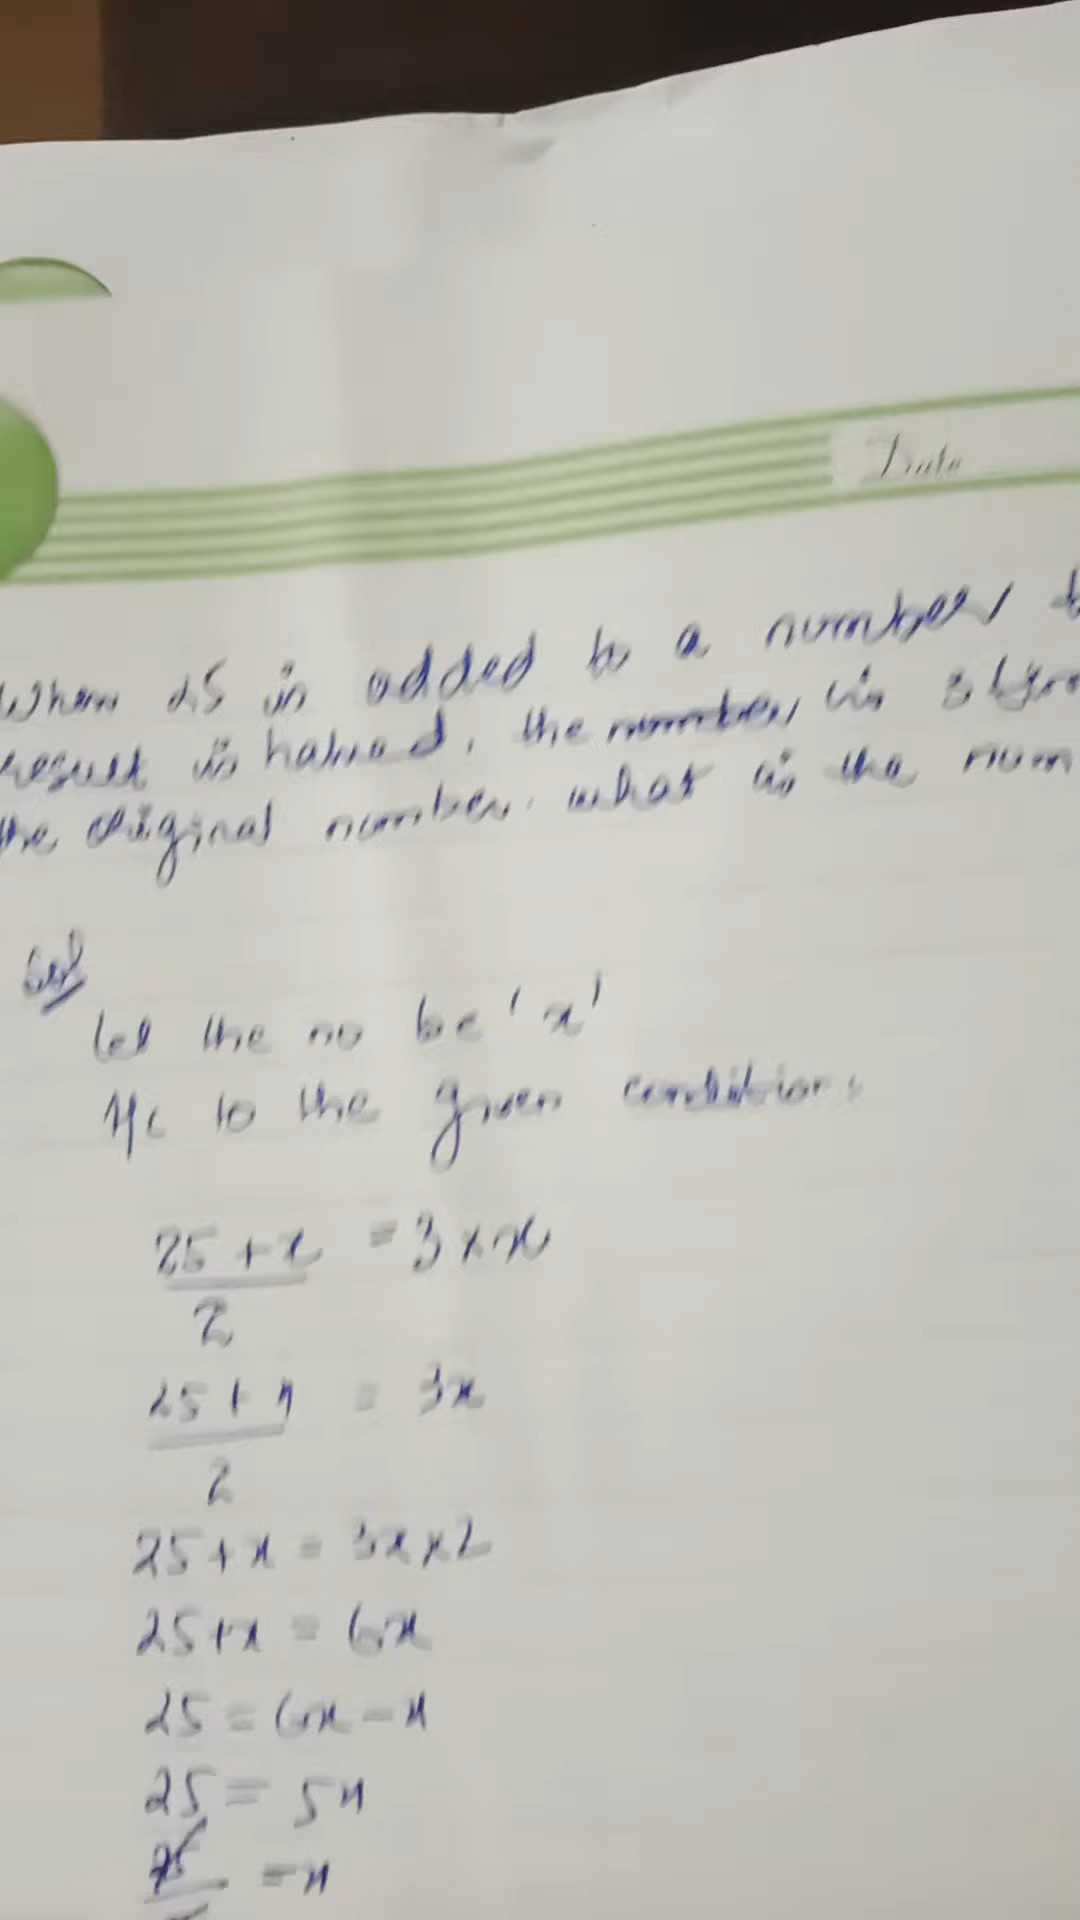 Date
When 25 is added to a number
result is halved, the number is 3
the original number. what is the num
Sol
Let the no be 'x'
to the given condition:
25 + x = 3 × x
2
25 + x = 3x
2
25 + x = 3x × 2
25 + x = 6x
25 = 6x - x
25 = 5x
25 = x